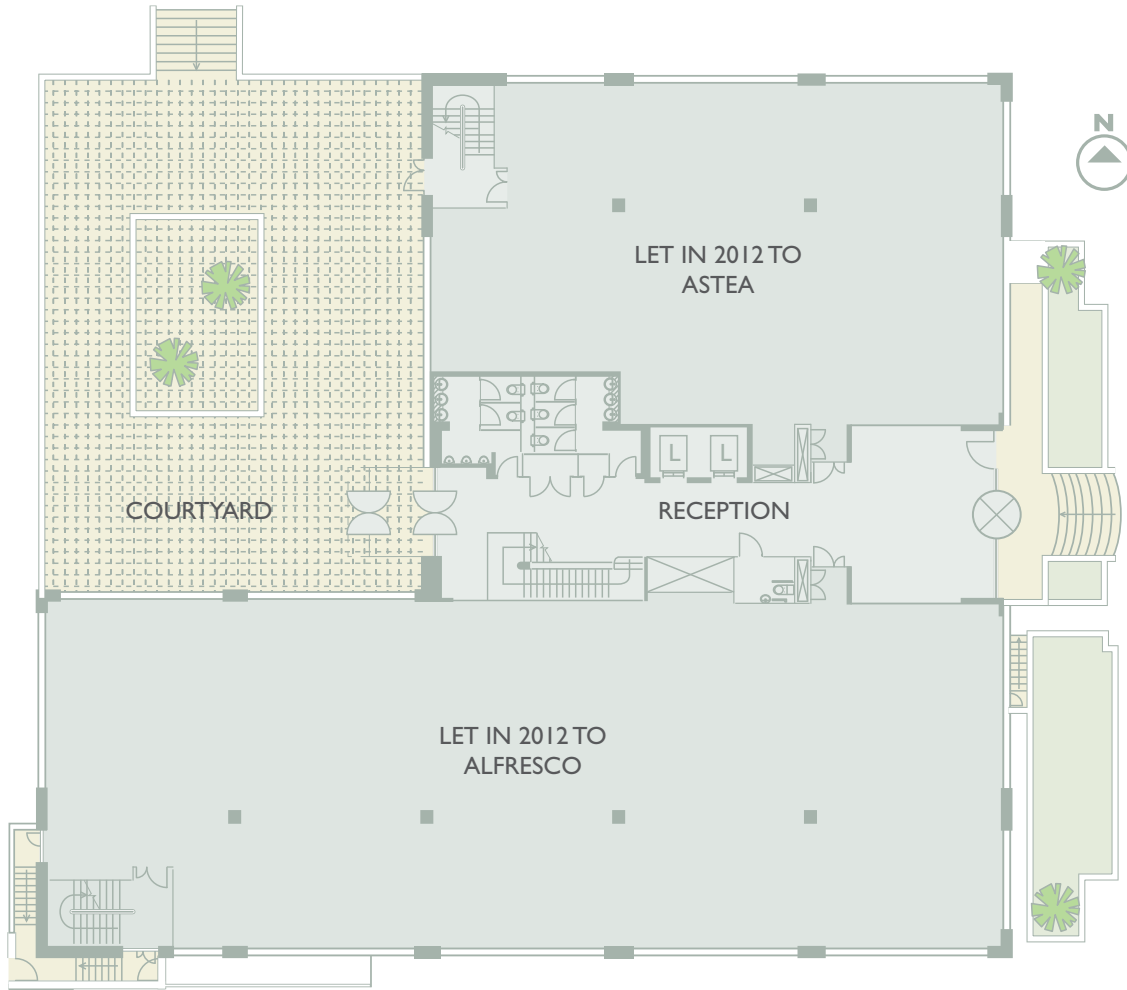 N
LET IN 2012 TO
ASTEA
L L
COURTYARD
RECEPTION
LET IN 2012 TO
ALFRESCO